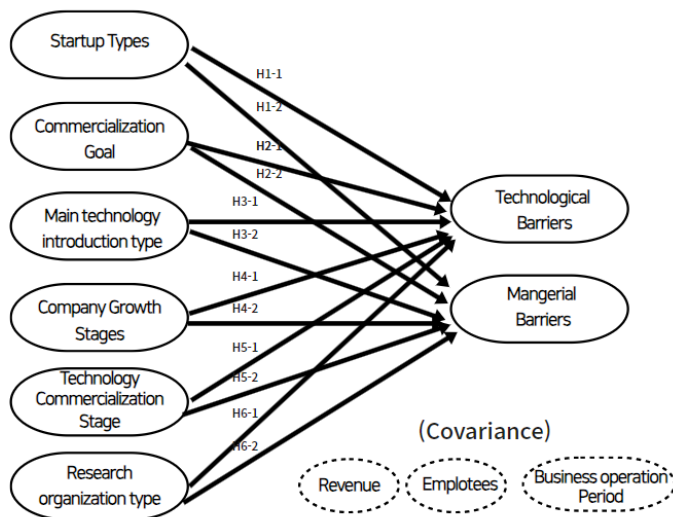 Startup Types
H1-1
H1-2
Commercialization
Goal
H2-1
H2-2
Main technology
introduction type
H3-1
H3-2
Technological
Barriers
Company Growth
Stages
H4-1
H4-2
Mangerial
Barriers
Technology
Commercialization
Stage
H5-1
H5-2
Research
organization type
H6-1
H6-2
(Covariance)
Revenue
Emplotees
Business operation
Period